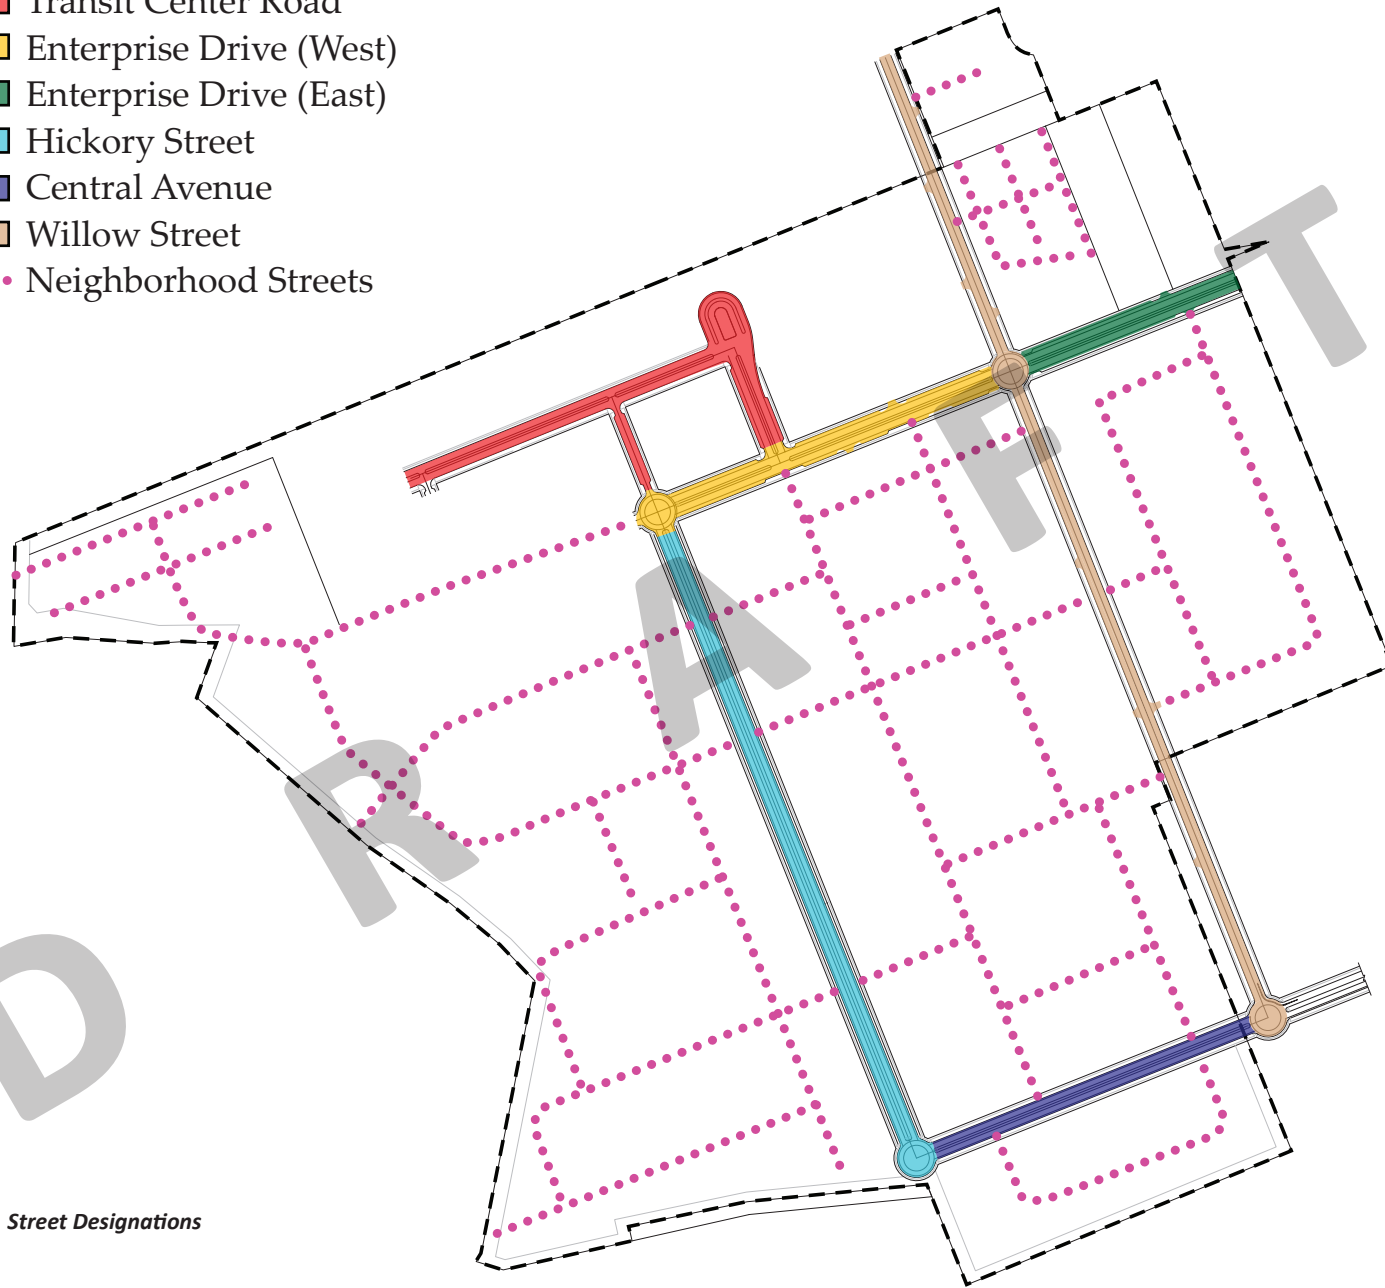 Transit Center Road
Enterprise Drive (West)
Enterprise Drive (East)
Hickory Street
Central Avenue
Willow Street
Neighborhood Streets
DRAFT
Street Designations